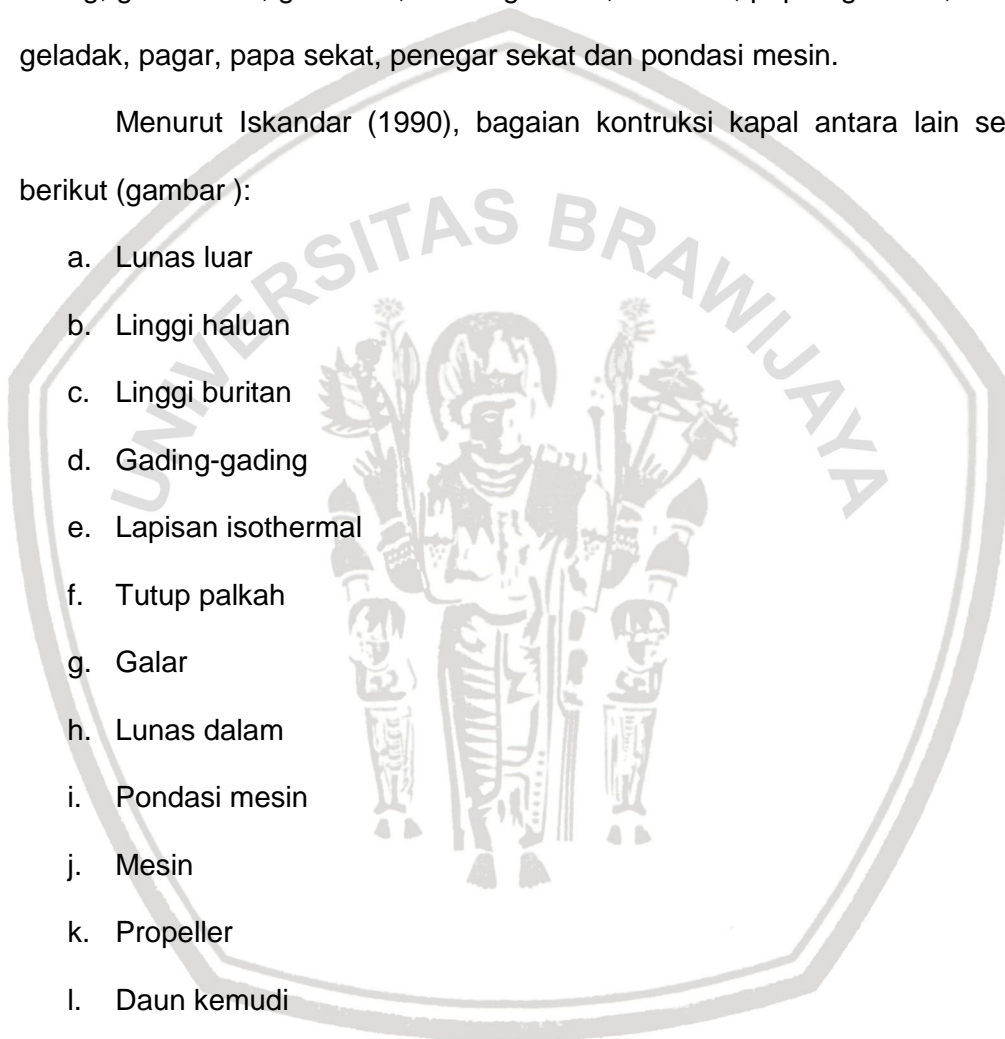 geladak, pagar, papa sekat, penegar sekat dan pondasi mesin.
Menurut Iskandar (1990), bagaian kontruksi kapal antara lain se
berikut (gambar ):
UNIVERSITAS BRAWIJAYA
a. Lunas luar
b. Linggi haluan
c. Linggi buritan
d. Gading-gading
e. Lapisan isothermal
f. Tutup palkah
g. Galar
h. Lunas dalam
i. Pondasi mesin
j. Mesin
k. Propeller
l. Daun kemudi